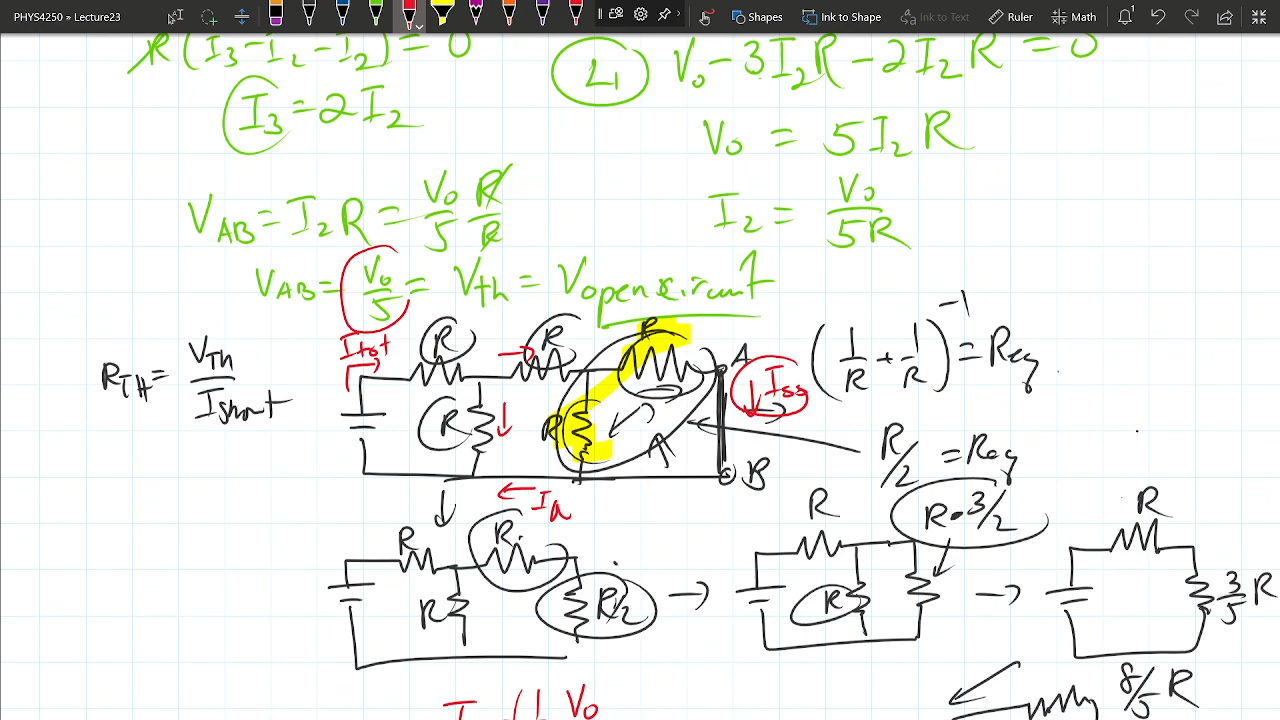 PHYS4250 » Lecture23
Shapes
Ink to Shape
Ink to Text
Ruler
Math
R(I3-I1-I2)=0
I3=2I2
L1
V0-3I2R-2I2R=0
V0 = 5I2R
I2 = V0/5R
VAB=I2R=V0/5 R/R
VAB=V0/5=Vth=Vopen circuit
RTH=VTh/Ishort
Itot
R
R
R
A
(1/R+1/R)^-1=Req
R
R
B
R/2=Req
Ia
R
R
R
R/2
R
R
R•3/2
R
3/5 R
8/5 R
V0